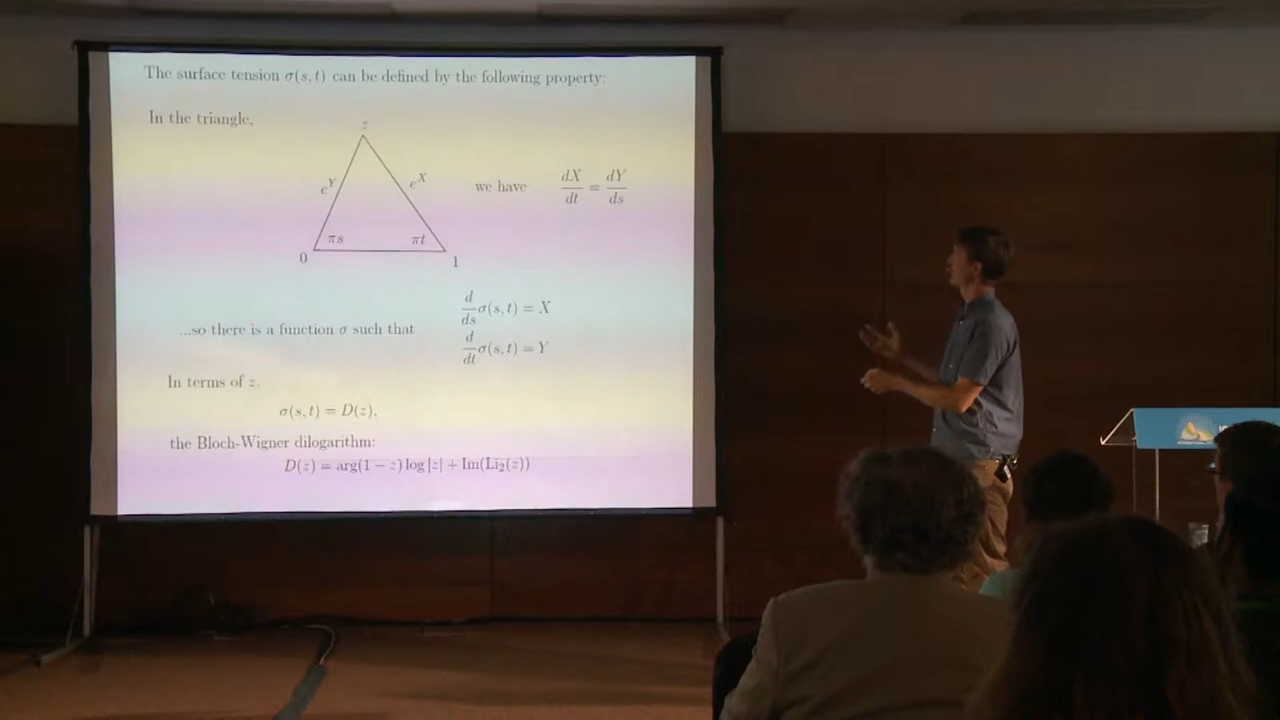 The surface tension σ(s, t) can be defined by the following property:
In the triangle,
z
e^Y
e^X
we have dX/dt = dY/ds
πs
πt
0
1
d/ds σ(s, t) = X
...so there is a function σ such that
d/dt σ(s, t) = Y
In terms of z,
σ(s, t) = D(z),
the Bloch-Wigner dilogarithm:
D(z) = arg(1 − z) log |z| + Im(Li₂(z))